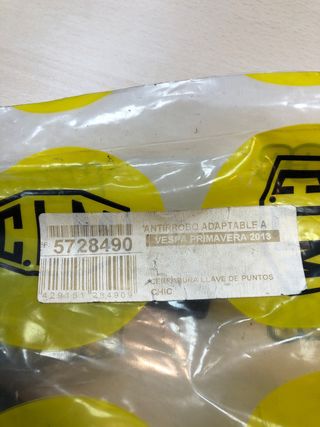 ANTIRROBO ADAPTABLE A
VESPA PRIMAVERA 2013
5728490
CERRADURA LLAVE DE PUNTOS
CHIC